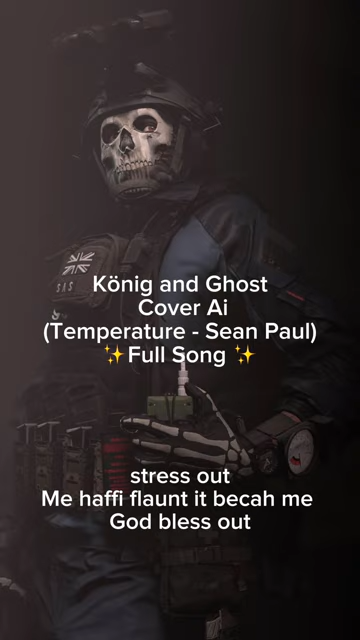 SAS
König and Ghost
Cover Ai
(Temperature - Sean Paul)
✨Full Song ✨
stress out
Me haffi flaunt it becah me
God bless out